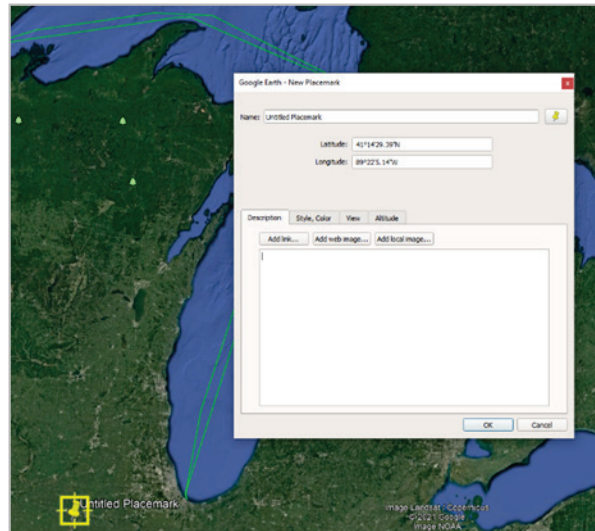 Google Earth - New Placemark
Name: Untitled Placemark
Latitude: 41°14'29.39"N
Longitude: 89°22'5.14"W
Description Style, Color View Altitude
Add link... Add web image... Add local image...
OK Cancel
Untitled Placemark
Image Landsat / Copernicus
© 2021 Google
Image NOAA